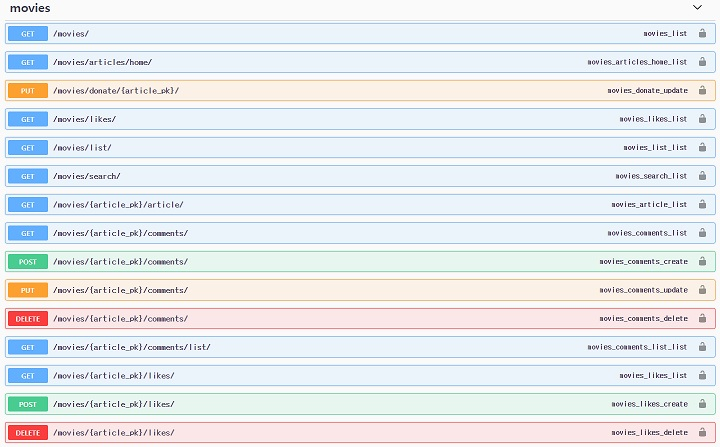 movies
GET /movies/ movies_list
GET /movies/articles/home/ movies_articles_home_list
PUT /movies/donate/{article_pk}/ movies_donate_update
GET /movies/likes/ movies_likes_list
GET /movies/list/ movies_list_list
GET /movies/search/ movies_search_list
GET /movies/{article_pk}/article/ movies_article_list
GET /movies/{article_pk}/comments/ movies_comments_list
POST /movies/{article_pk}/comments/ movies_comments_create
PUT /movies/{article_pk}/comments/ movies_comments_update
DELETE /movies/{article_pk}/comments/ movies_comments_delete
GET /movies/{article_pk}/comments/list/ movies_comments_list_list
GET /movies/{article_pk}/likes/ movies_likes_list
POST /movies/{article_pk}/likes/ movies_likes_create
DELETE /movies/{article_pk}/likes/ movies_likes_delete